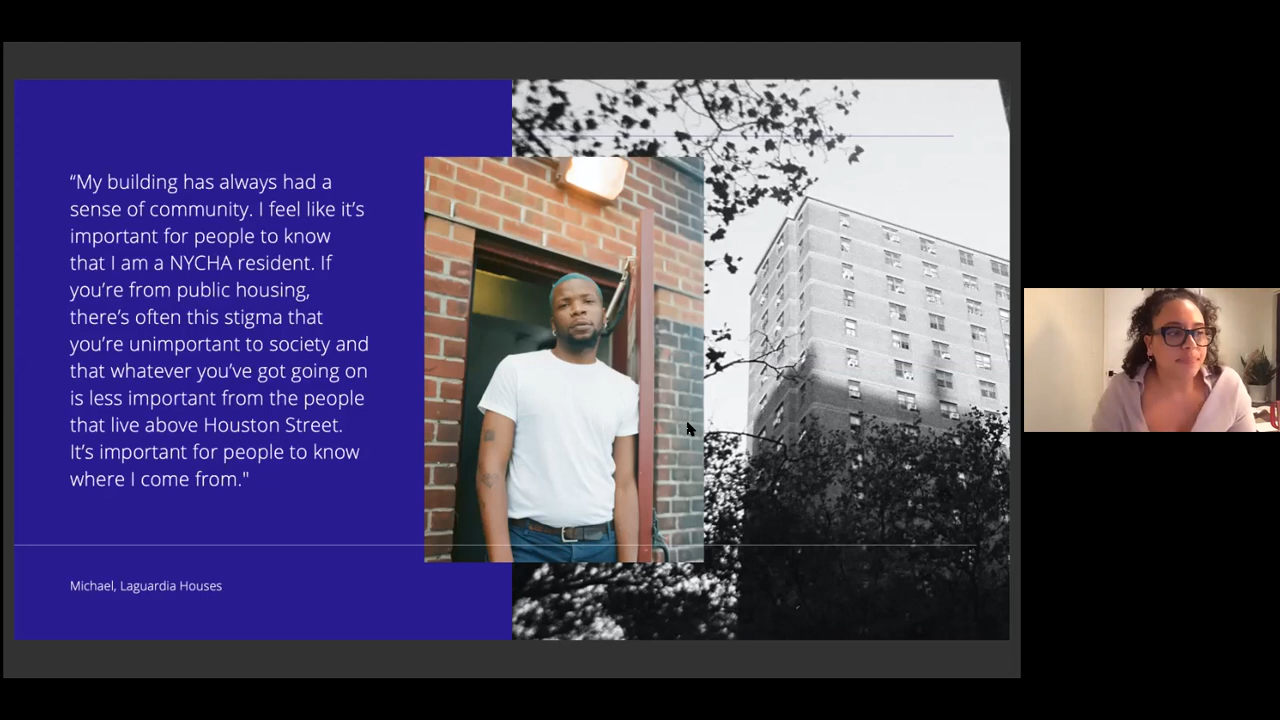 “My building has always had a
sense of community. I feel like it’s
important for people to know
that I am a NYCHA resident. If
you’re from public housing,
there’s often this stigma that
you’re unimportant to society and
that whatever you’ve got going on
is less important from the people
that live above Houston Street.
It’s important for people to know
where I come from."
Michael, Laguardia Houses